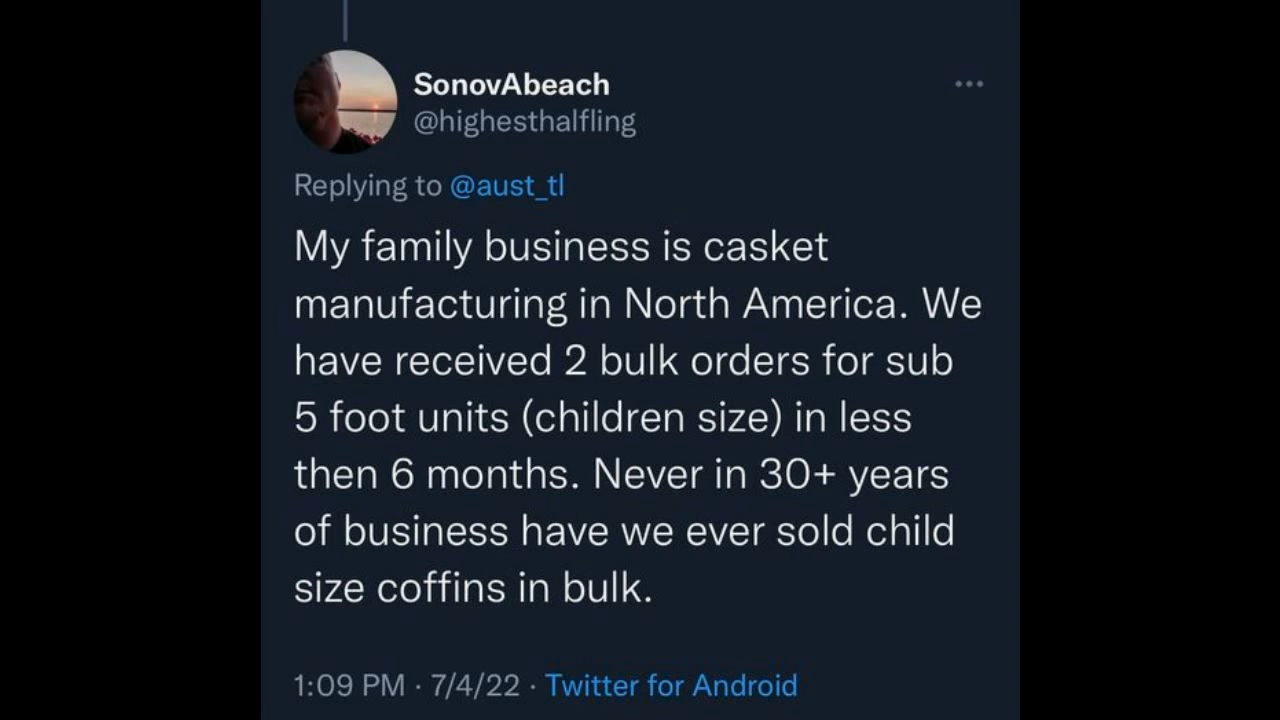 SonovAbeach
@highesthalfling
Replying to @aust_tl
My family business is casket
manufacturing in North America. We
have received 2 bulk orders for sub
5 foot units (children size) in less
then 6 months. Never in 30+ years
of business have we ever sold child
size coffins in bulk.
1:09 PM · 7/4/22 · Twitter for Android